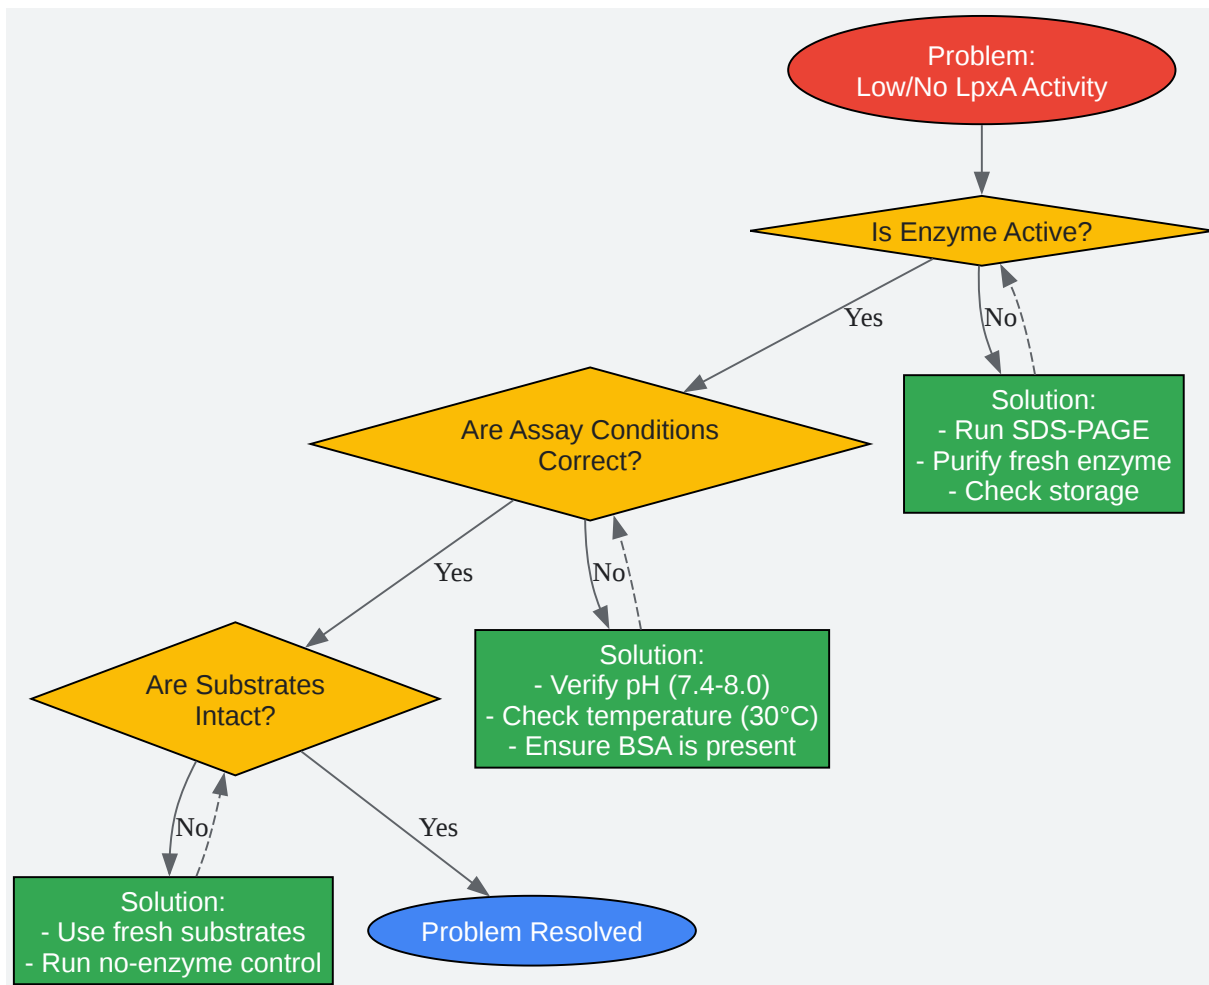 Problem:
Low/No LpxA Activity
Is Enzyme Active?
Yes
No
Solution:
- Run SDS-PAGE
- Purify fresh enzyme
- Check storage
Are Assay Conditions
Correct?
Yes
No
Solution:
- Verify pH (7.4-8.0)
- Check temperature (30°C)
- Ensure BSA is present
Are Substrates
Intact?
No
Yes
Solution:
- Use fresh substrates
- Run no-enzyme control
Problem Resolved